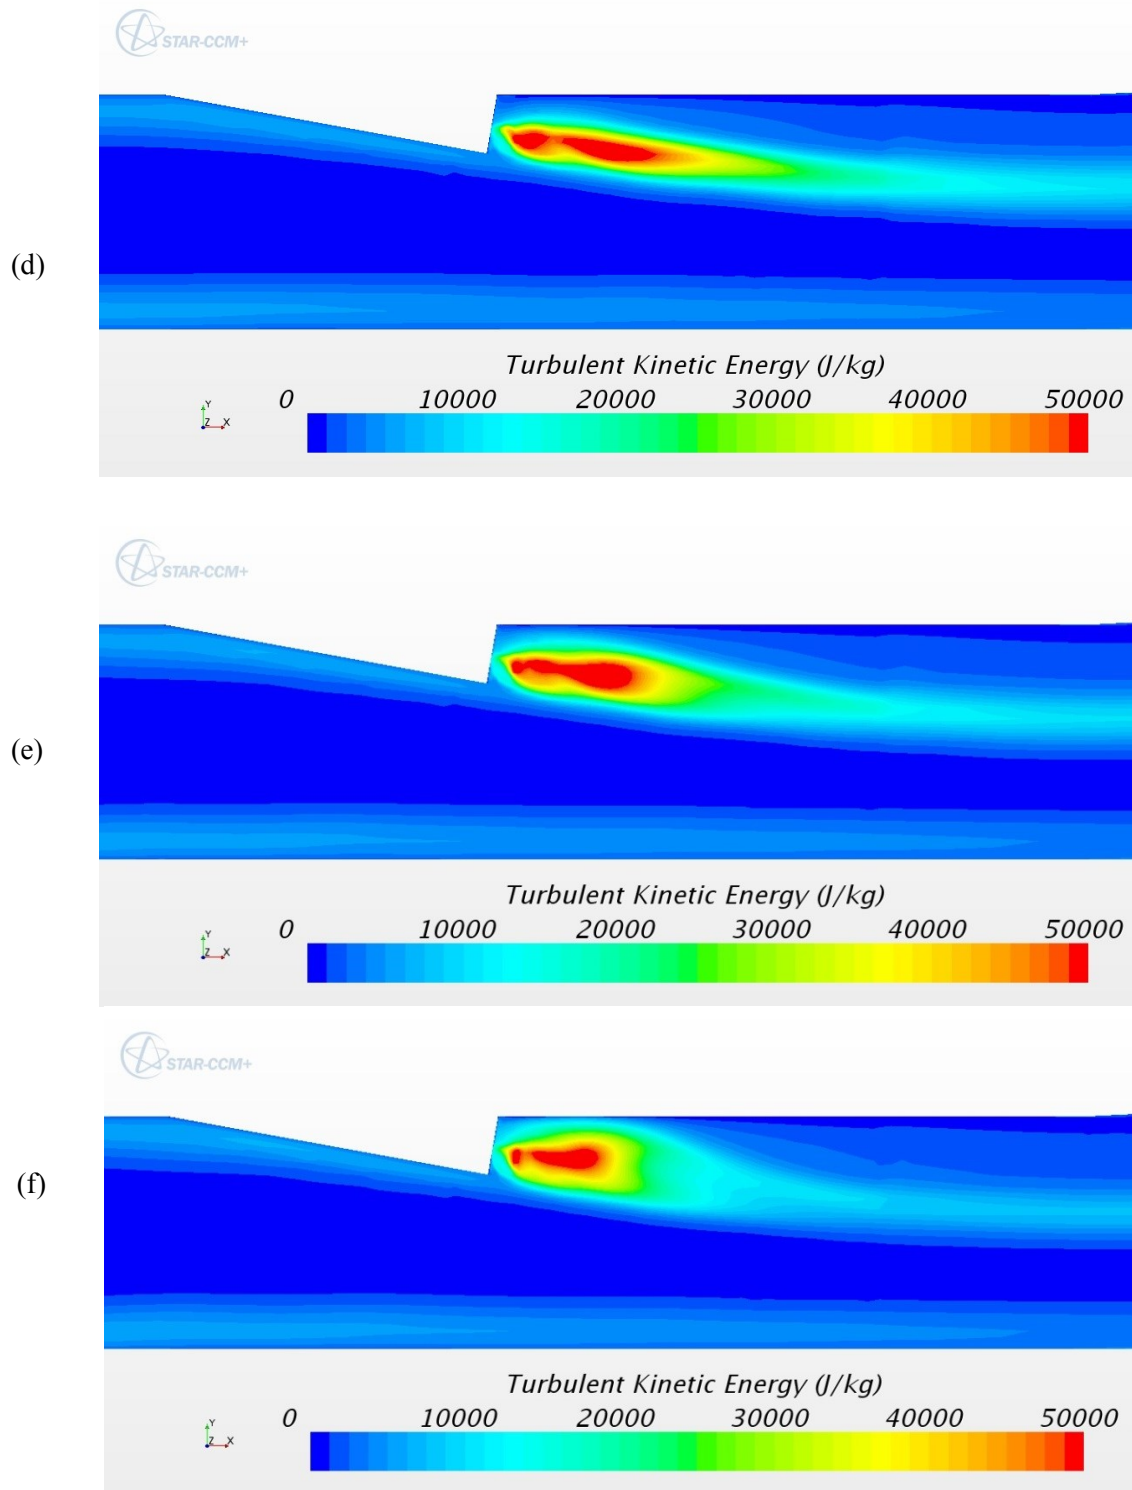 STAR-CCM+
(d)
Turbulent Kinetic Energy (J/kg)
0 10000 20000 30000 40000 50000
Y
Z X
STAR-CCM+
(e)
Turbulent Kinetic Energy (J/kg)
0 10000 20000 30000 40000 50000
Y
Z X
STAR-CCM+
(f)
Turbulent Kinetic Energy (J/kg)
0 10000 20000 30000 40000 50000
Y
Z X